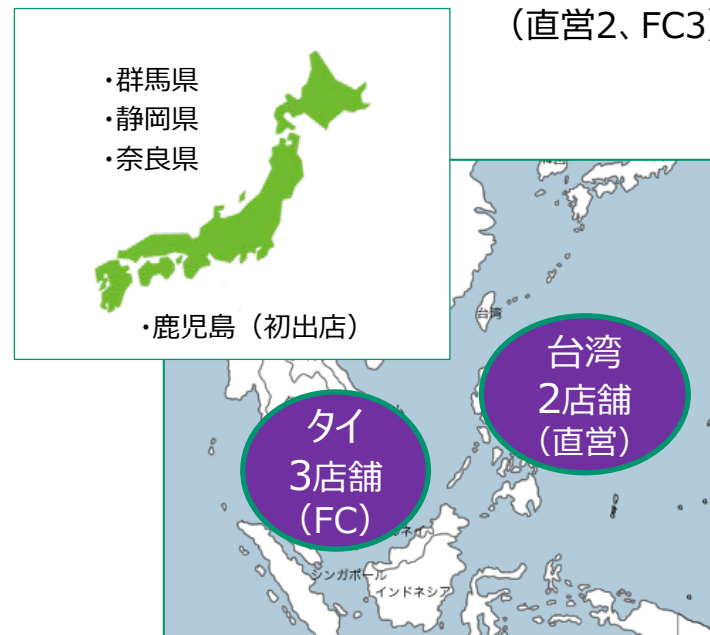 （直営2、FC3）
・群馬県
・静岡県
・奈良県
・鹿児島（初出店）
台湾
台湾
2店舗
（直営）
タイ
3店舗
（FC）
シンガポール
インドネシア